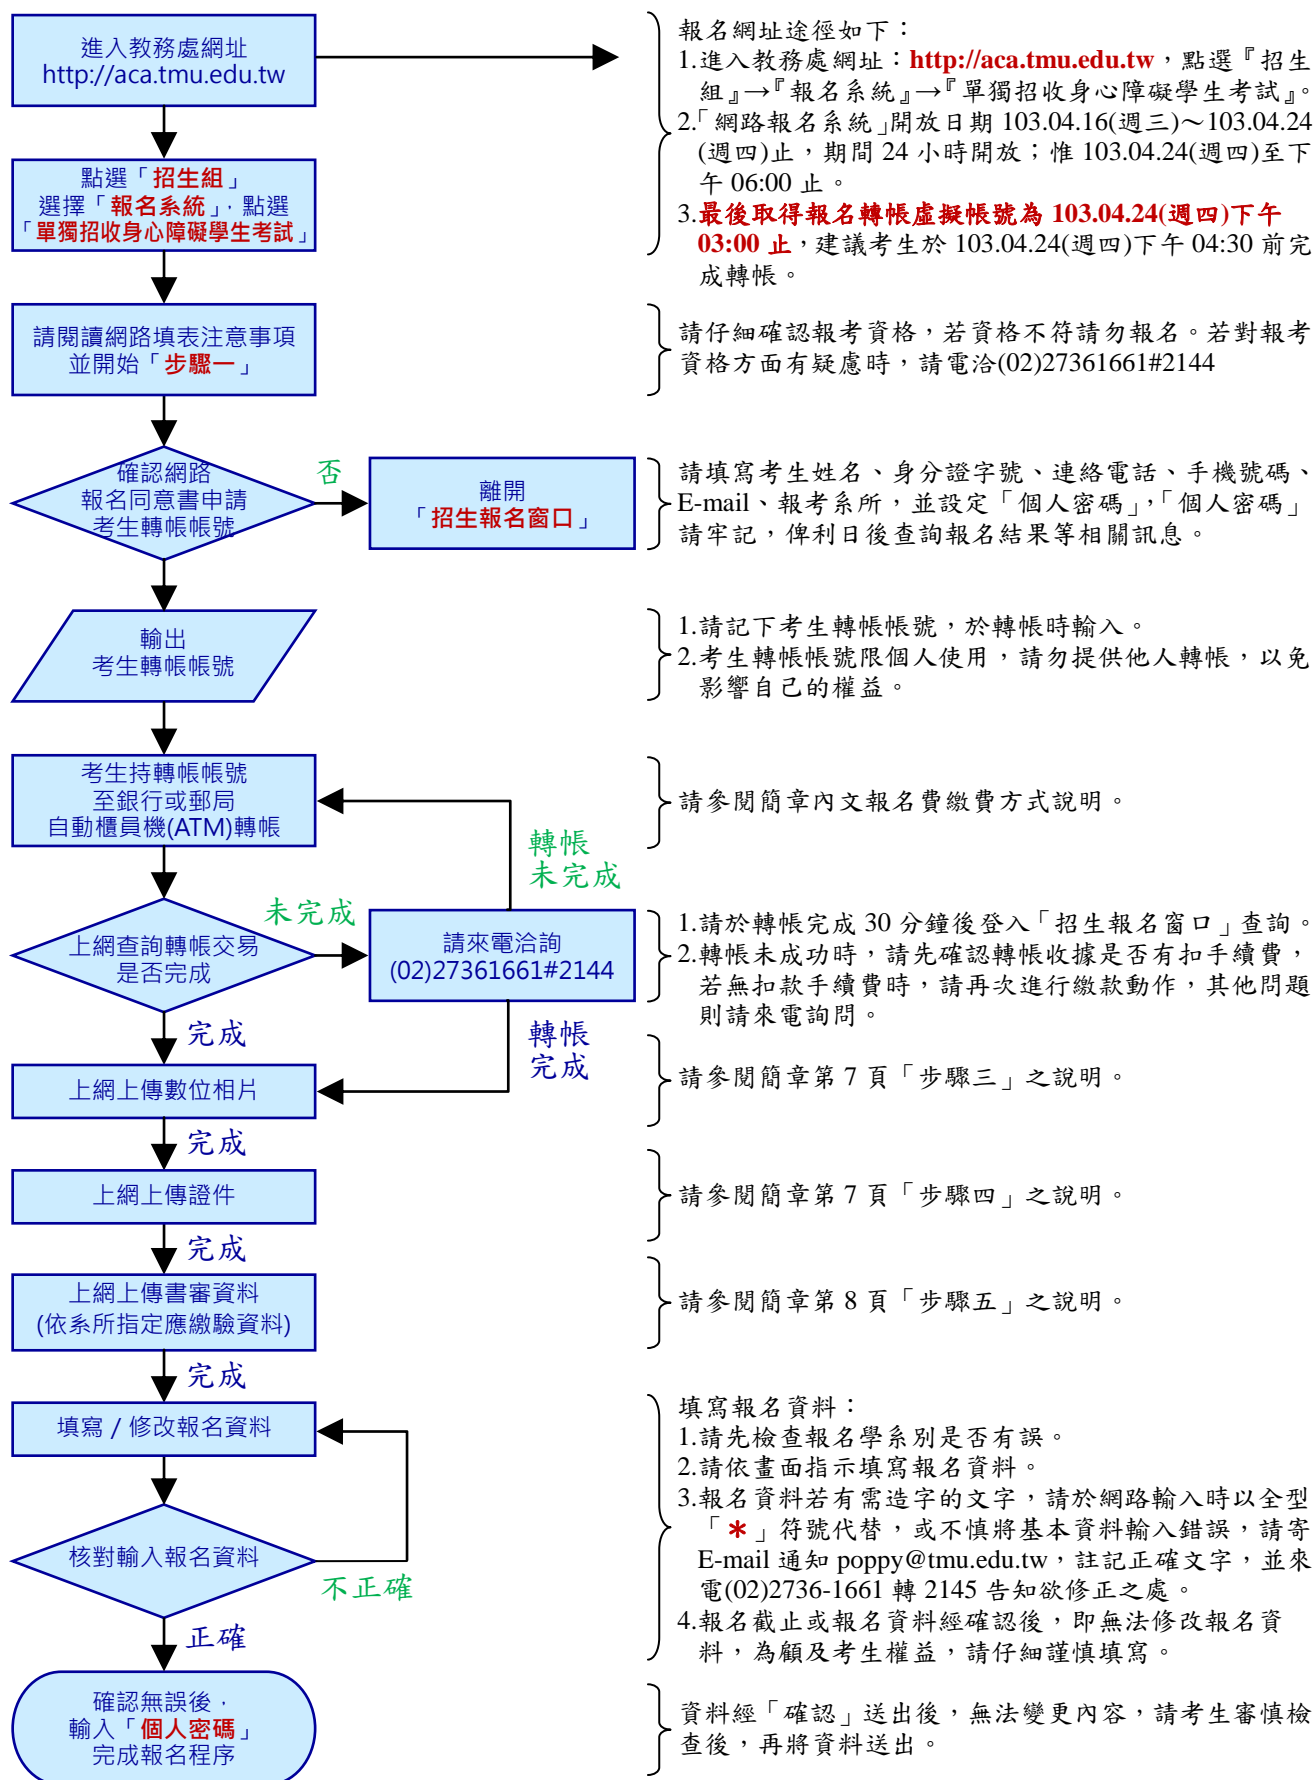 進入教務處網址
http://aca.tmu.edu.tw
報名網址途徑如下：
1.進入教務處網址：http://aca.tmu.edu.tw，點選『招生
組』→『報名系統』→『單獨招收身心障礙學生考試』。
2.「網路報名系統」開放日期 103.04.16(週三)～103.04.24
(週四)止，期間 24 小時開放；惟 103.04.24(週四)至下
午 06:00 止。
3.最後取得報名轉帳虛擬帳號為 103.04.24(週四)下午
03:00 止，建議考生於 103.04.24(週四)下午 04:30 前完
成轉帳。
點選「招生組」
選擇「報名系統」，點選
「單獨招收身心障礙學生考試」
請閱讀網路填表注意事項
並開始「步驟一」
請仔細確認報考資格，若資格不符請勿報名。若對報考
資格方面有疑慮時，請電洽(02)27361661#2144
確認網路
報名同意書申請
考生轉帳帳號
否
離開
「招生報名窗口」
請填寫考生姓名、身分證字號、連絡電話、手機號碼、
E-mail、報考系所，並設定「個人密碼」，「個人密碼」
請牢記，俾利日後查詢報名結果等相關訊息。
輸出
考生轉帳帳號
1.請記下考生轉帳帳號，於轉帳時輸入。
2.考生轉帳帳號限個人使用，請勿提供他人轉帳，以免
影響自己的權益。
考生持轉帳帳號
至銀行或郵局
自動櫃員機(ATM)轉帳
請參閱簡章內文報名費繳費方式說明。
轉帳
未完成
上網查詢轉帳交易
是否完成
未完成
請來電洽詢
(02)27361661#2144
1.請於轉帳完成 30 分鐘後登入「招生報名窗口」查詢。
2.轉帳未成功時，請先確認轉帳收據是否有扣手續費，
若無扣款手續費時，請再次進行繳款動作，其他問題
則請來電詢問。
完成
轉帳
完成
上網上傳數位相片
請參閱簡章第 7 頁「步驟三」之說明。
完成
上網上傳證件
請參閱簡章第 7 頁「步驟四」之說明。
完成
上網上傳書審資料
(依系所指定應繳驗資料)
請參閱簡章第 8 頁「步驟五」之說明。
完成
填寫 / 修改報名資料
填寫報名資料：
1.請先檢查報名學系別是否有誤。
2.請依畫面指示填寫報名資料。
3.報名資料若有需造字的文字，請於網路輸入時以全型
「＊」符號代替，或不慎將基本資料輸入錯誤，請寄
E-mail 通知 poppy@tmu.edu.tw，註記正確文字，並來
電(02)2736-1661 轉 2145 告知欲修正之處。
4.報名截止或報名資料經確認後，即無法修改報名資
料，為顧及考生權益，請仔細謹慎填寫。
核對輸入報名資料
不正確
正確
確認無誤後，
輸入「個人密碼」
完成報名程序
資料經「確認」送出後，無法變更內容，請考生審慎檢
查後，再將資料送出。